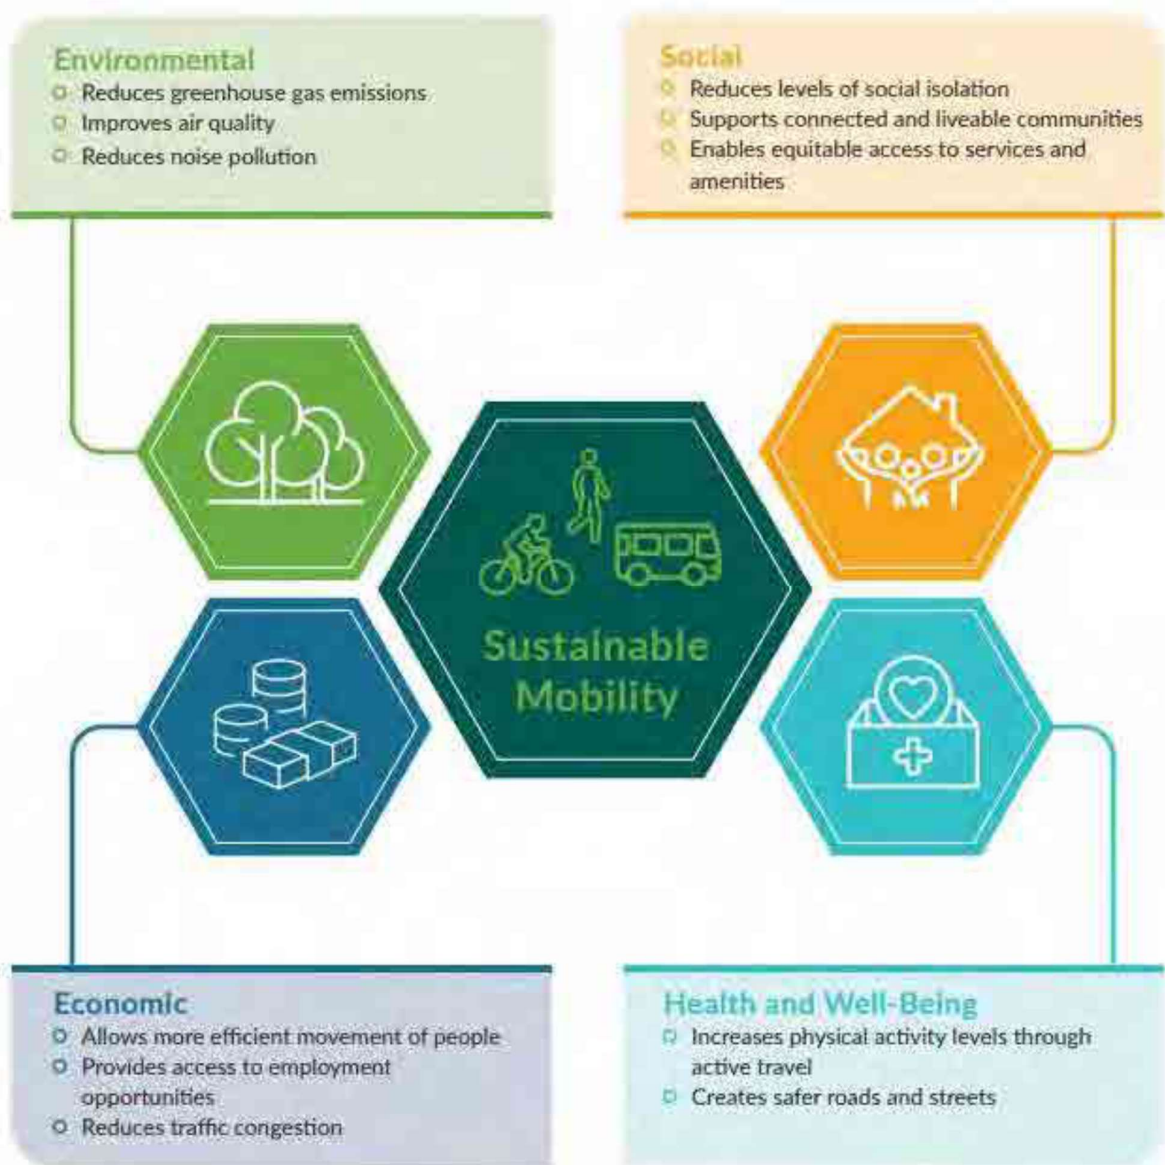 Environmental
Reduces greenhouse gas emissions
Improves air quality
Reduces noise pollution
Social
Reduces levels of social isolation
Supports connected and liveable communities
Enables equitable access to services and
amenities
Sustainable
Mobility
Economic
Allows more efficient movement of people
Provides access to employment
opportunities
Reduces traffic congestion
Health and Well-Being
Increases physical activity levels through
active travel
Creates safer roads and streets